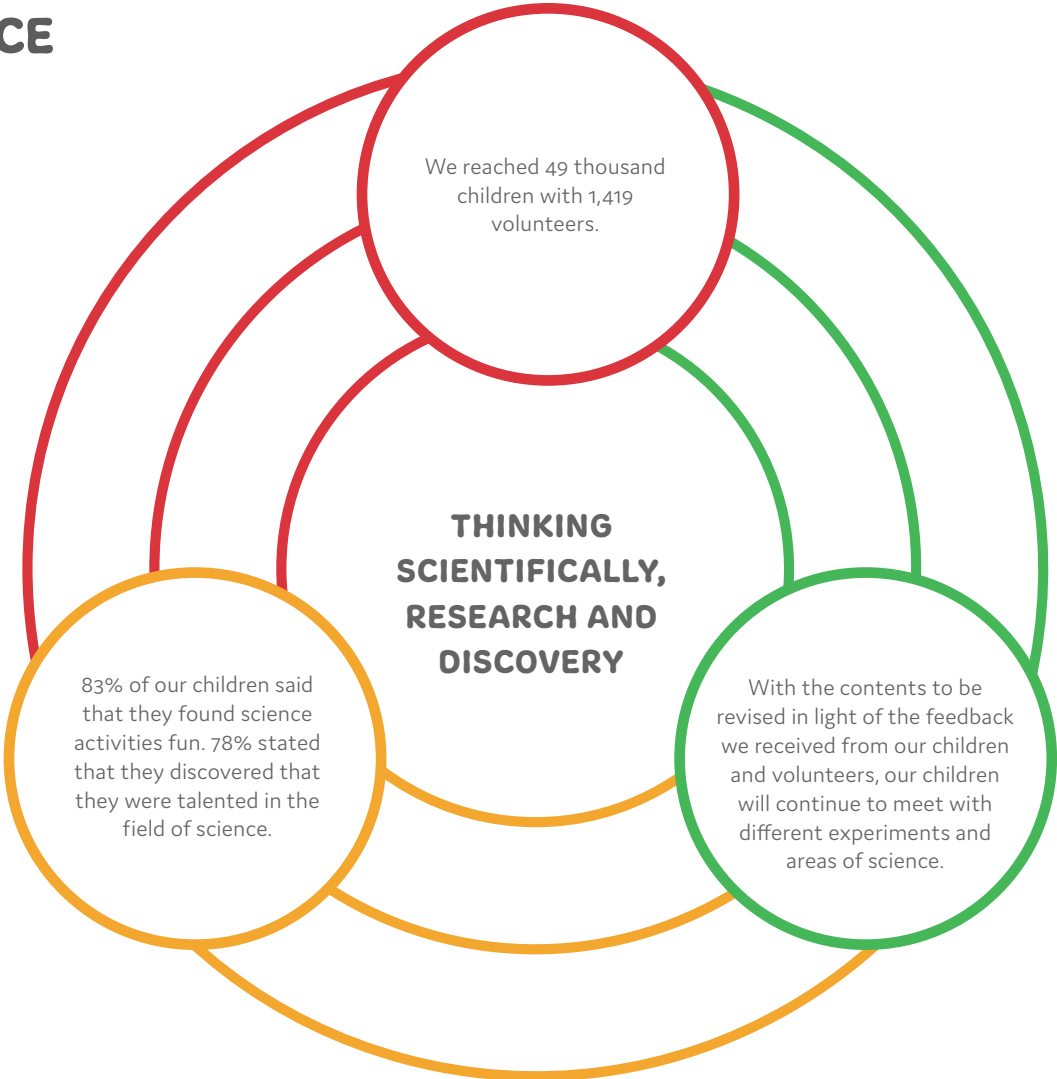 CE
We reached 49 thousand
children with 1,419
volunteers.
THINKING
SCIENTIFICALLY,
RESEARCH AND
DISCOVERY
83% of our children said
that they found science
activities fun. 78% stated
that they discovered that
they were talented in the
field of science.
With the contents to be
revised in light of the feedback
we received from our children
and volunteers, our children
will continue to meet with
different experiments and
areas of science.